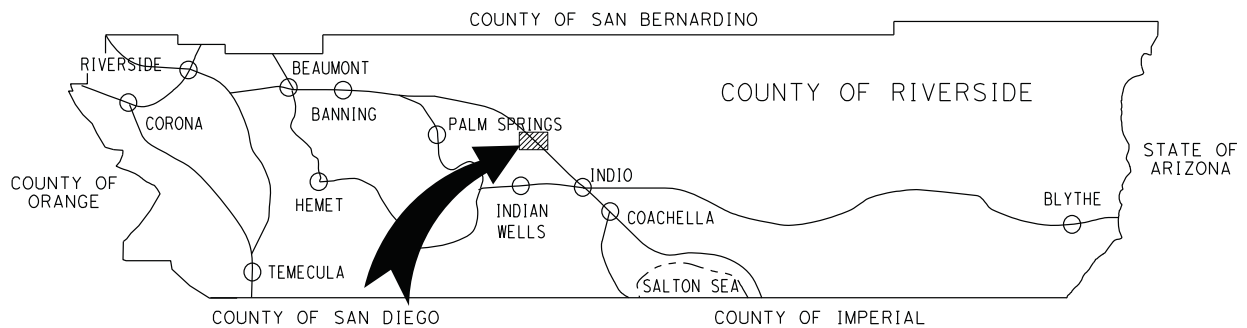 COUNTY OF SAN BERNARDINO
RIVERSIDE
BEAUMONT
COUNTY OF RIVERSIDE
BANNING
CORONA
PALM SPRINGS
STATE OF
ARIZONA
COUNTY OF
ORANGE
INDIO
HEMET
INDIAN
WELLS
COACHELLA
BLYTHE
TEMECULA
SALTON SEA
COUNTY OF SAN DIEGO
COUNTY OF IMPERIAL